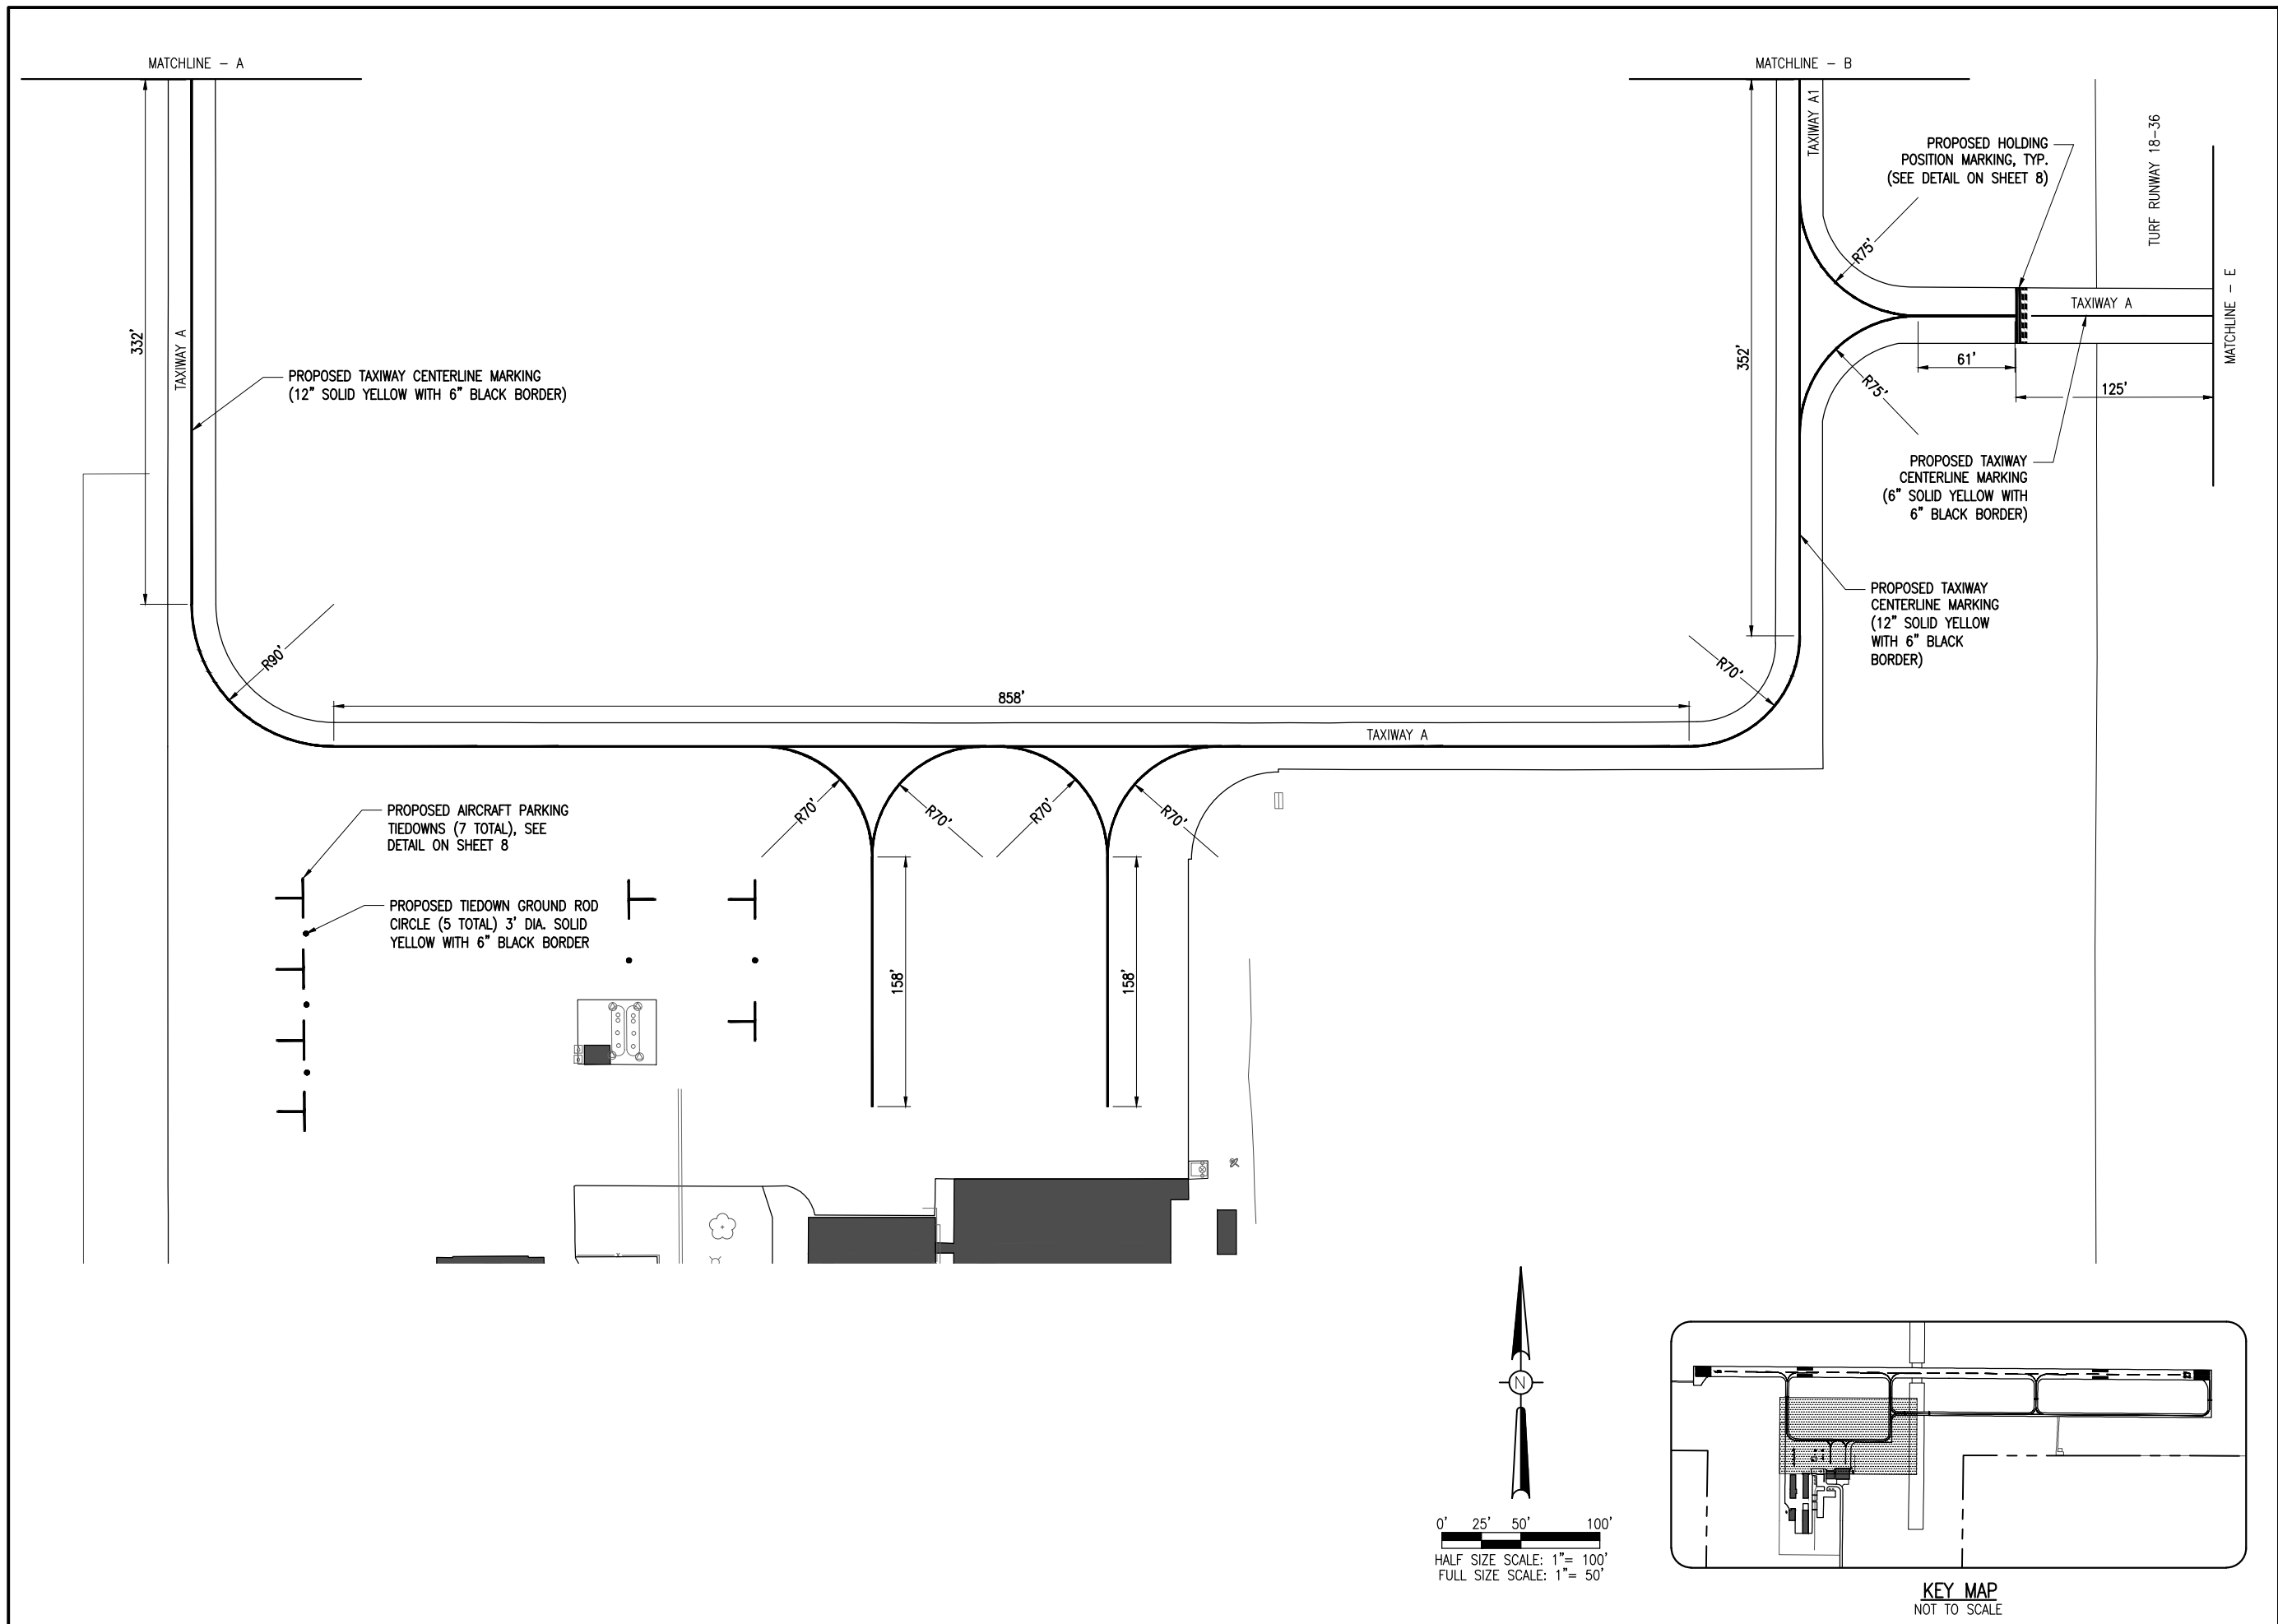 MATCHLINE - A
MATCHLINE - B
TAXIWAY A1
TURF RUNWAY 18-36
PROPOSED HOLDING
POSITION MARKING, TYP.
(SEE DETAIL ON SHEET 8)
R75'
TAXIWAY A
MATCHLINE - E
332'
TAXIWAY A
352'
61'
125'
R75'
PROPOSED TAXIWAY CENTERLINE MARKING
(12" SOLID YELLOW WITH 6" BLACK BORDER)
PROPOSED TAXIWAY
CENTERLINE MARKING
(6" SOLID YELLOW WITH
6" BLACK BORDER)
PROPOSED TAXIWAY
CENTERLINE MARKING
(12" SOLID YELLOW
WITH 6" BLACK
BORDER)
R90'
R70'
858'
TAXIWAY A
PROPOSED AIRCRAFT PARKING
TIEDOWNS (7 TOTAL), SEE
DETAIL ON SHEET 8
R70'
R70'
R70'
R70'
PROPOSED TIEDOWN GROUND ROD
CIRCLE (5 TOTAL) 3' DIA. SOLID
YELLOW WITH 6" BLACK BORDER
158'
158'
N
0' 25' 50' 100'
HALF SIZE SCALE: 1"= 100'
FULL SIZE SCALE: 1"= 50'
KEY MAP
NOT TO SCALE